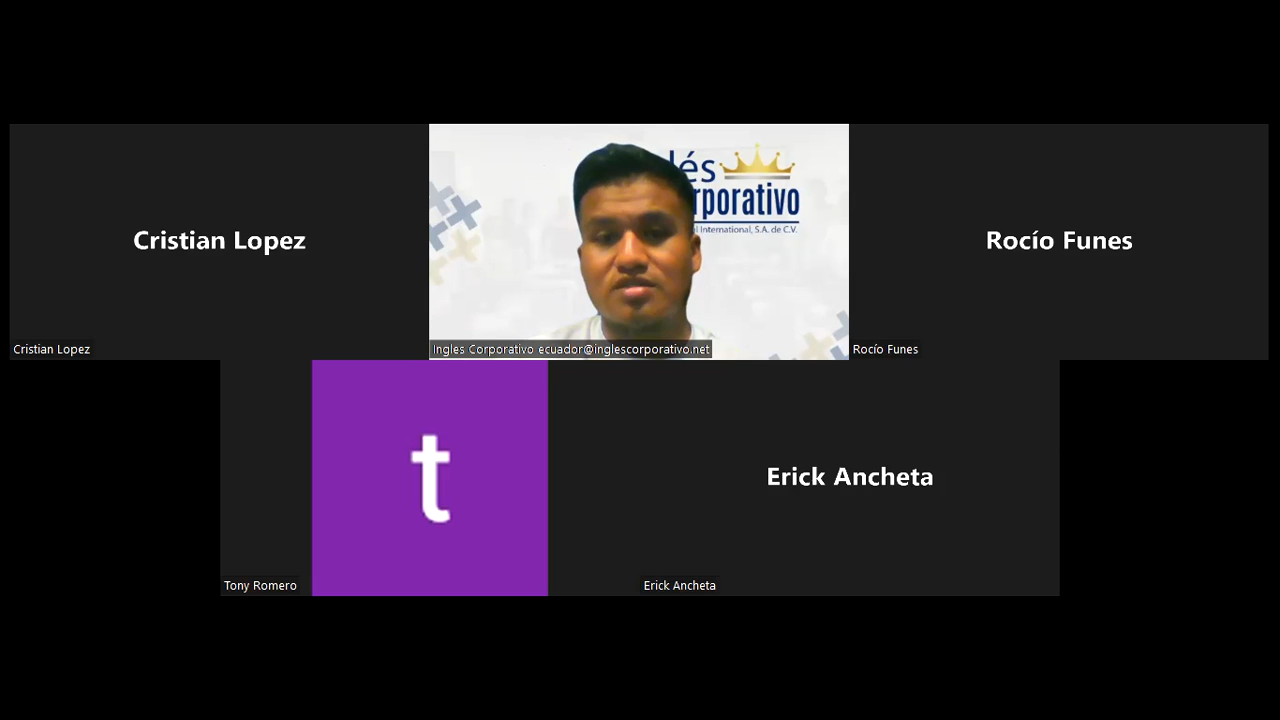 Cristian Lopez
Cristian Lopez
lés
rporativo
l International, S.A. de C.V.
Ingles Corporativo ecuador@inglescorporativo.net
Rocío Funes
Rocío Funes
t
Tony Romero
Erick Ancheta
Erick Ancheta